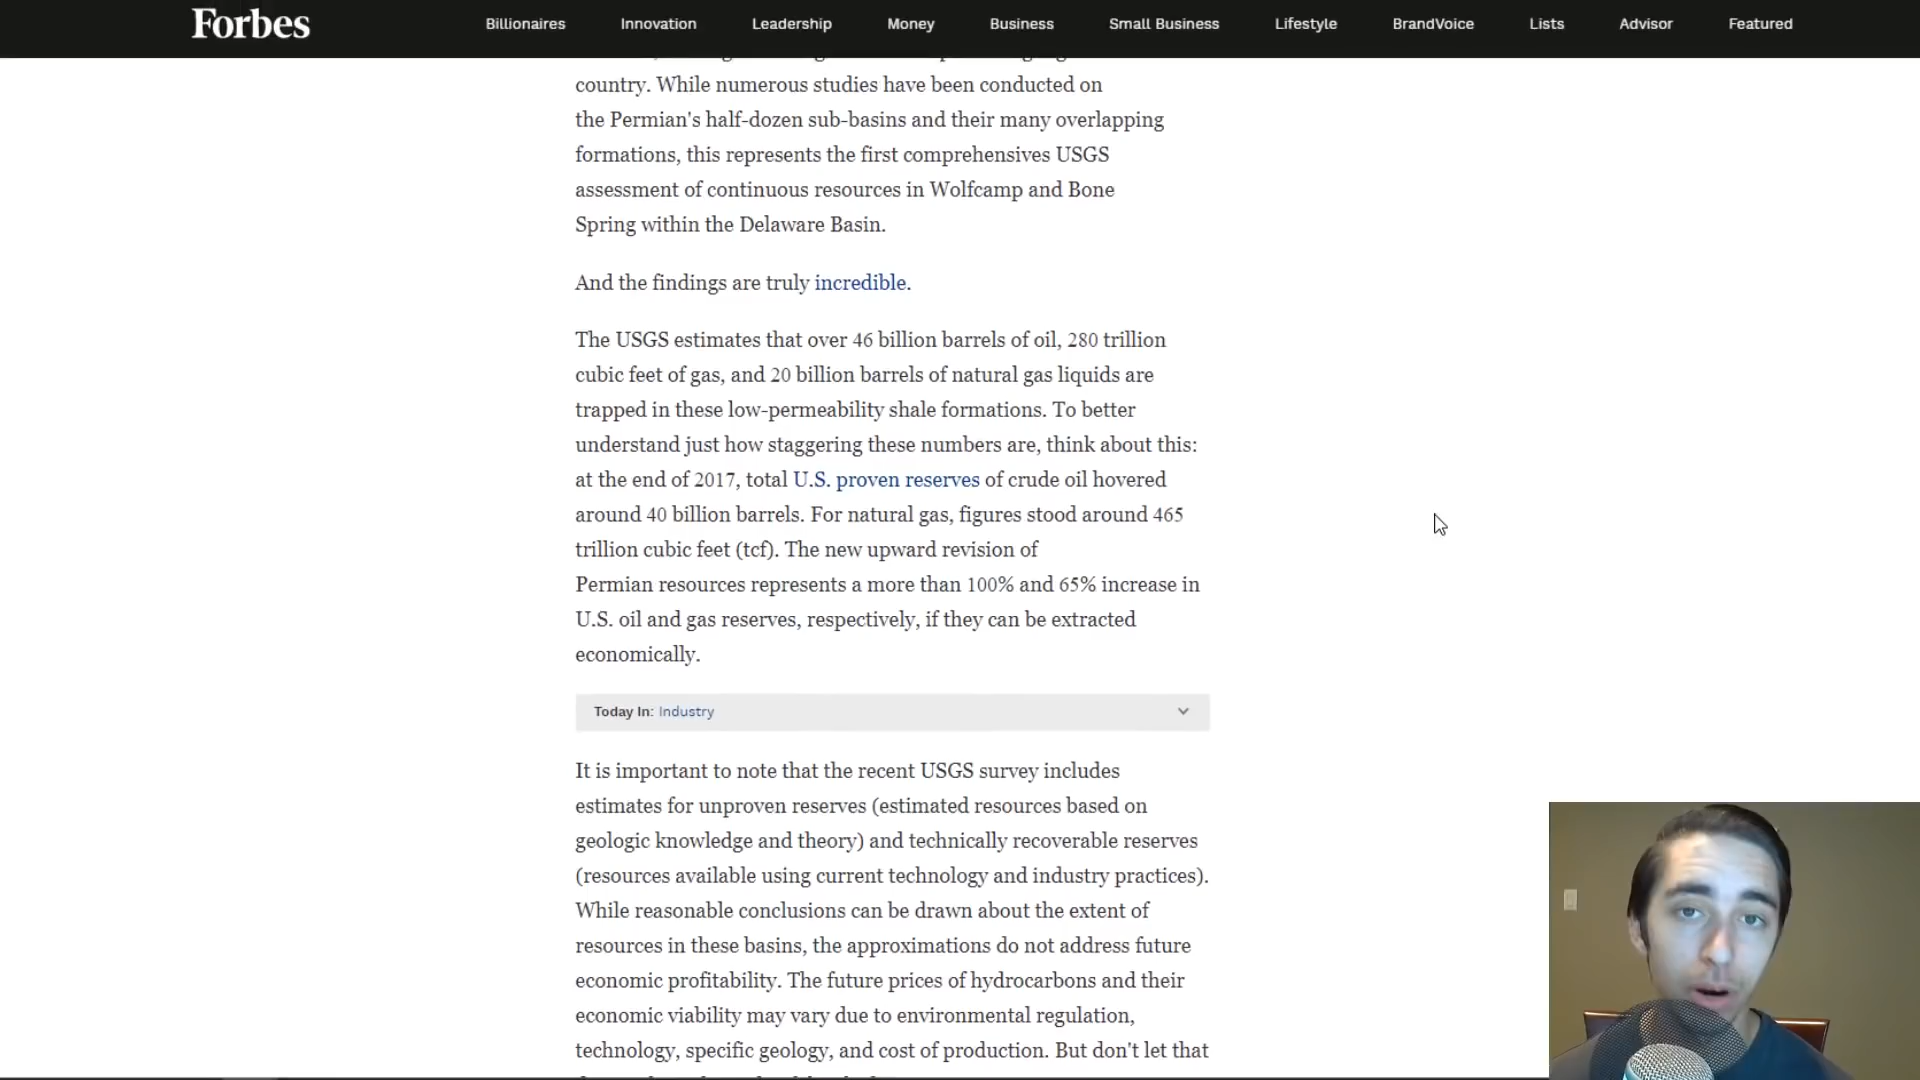 Forbes
Billionaires Innovation Leadership Money Business Small Business Lifestyle BrandVoice Lists Advisor Featured
country. While numerous studies have been conducted on
the Permian's half-dozen sub-basins and their many overlapping
formations, this represents the first comprehensives USGS
assessment of continuous resources in Wolfcamp and Bone
Spring within the Delaware Basin.
And the findings are truly incredible.
The USGS estimates that over 46 billion barrels of oil, 280 trillion
cubic feet of gas, and 20 billion barrels of natural gas liquids are
trapped in these low-permeability shale formations. To better
understand just how staggering these numbers are, think about this:
at the end of 2017, total U.S. proven reserves of crude oil hovered
around 40 billion barrels. For natural gas, figures stood around 465
trillion cubic feet (tcf). The new upward revision of
Permian resources represents a more than 100% and 65% increase in
U.S. oil and gas reserves, respectively, if they can be extracted
economically.
Today In: Industry
It is important to note that the recent USGS survey includes
estimates for unproven reserves (estimated resources based on
geologic knowledge and theory) and technically recoverable reserves
(resources available using current technology and industry practices).
While reasonable conclusions can be drawn about the extent of
resources in these basins, the approximations do not address future
economic profitability. The future prices of hydrocarbons and their
economic viability may vary due to environmental regulation,
technology, specific geology, and cost of production. But don't let that